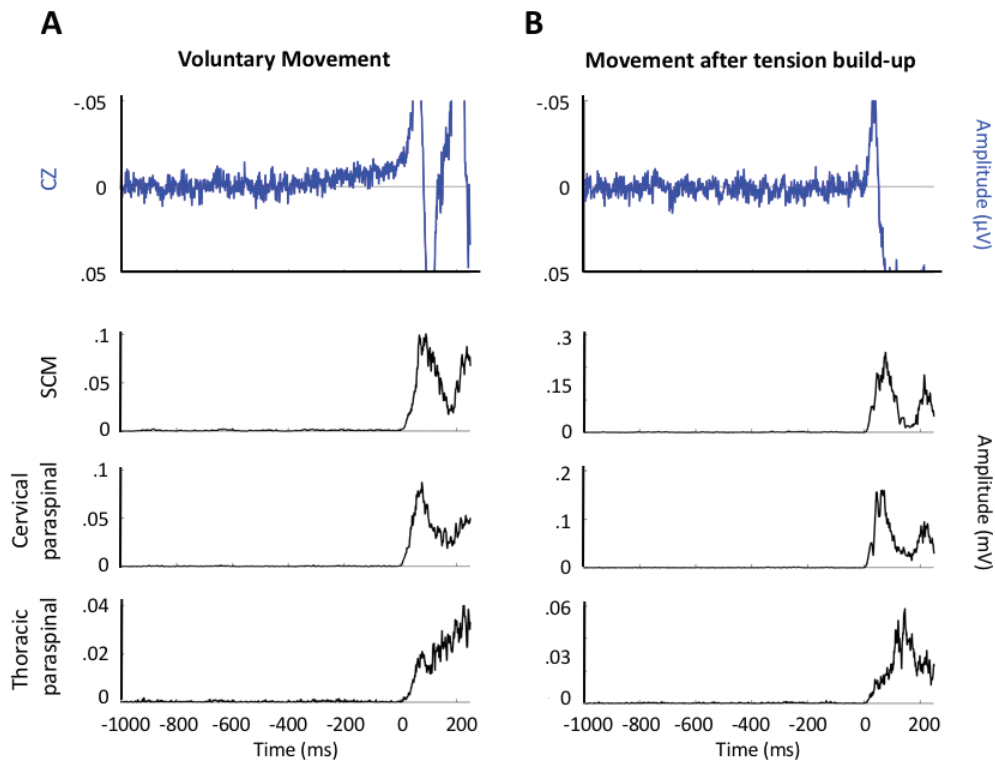 A
B
Voluntary Movement
Movement after tension build-up
CZ
-.05
0
.05
-.05
0
.05
Amplitude (µV)
SCM
.1
.05
0
.3
.15
0
Cervical
paraspinal
.1
.05
0
.2
.1
0
Amplitude (mV)
Thoracic
paraspinal
.04
.02
0
.06
.03
0
-1000 -800 -600 -400 -200 0 200
-1000 -800 -600 -400 -200 0 200
Time (ms)
Time (ms)